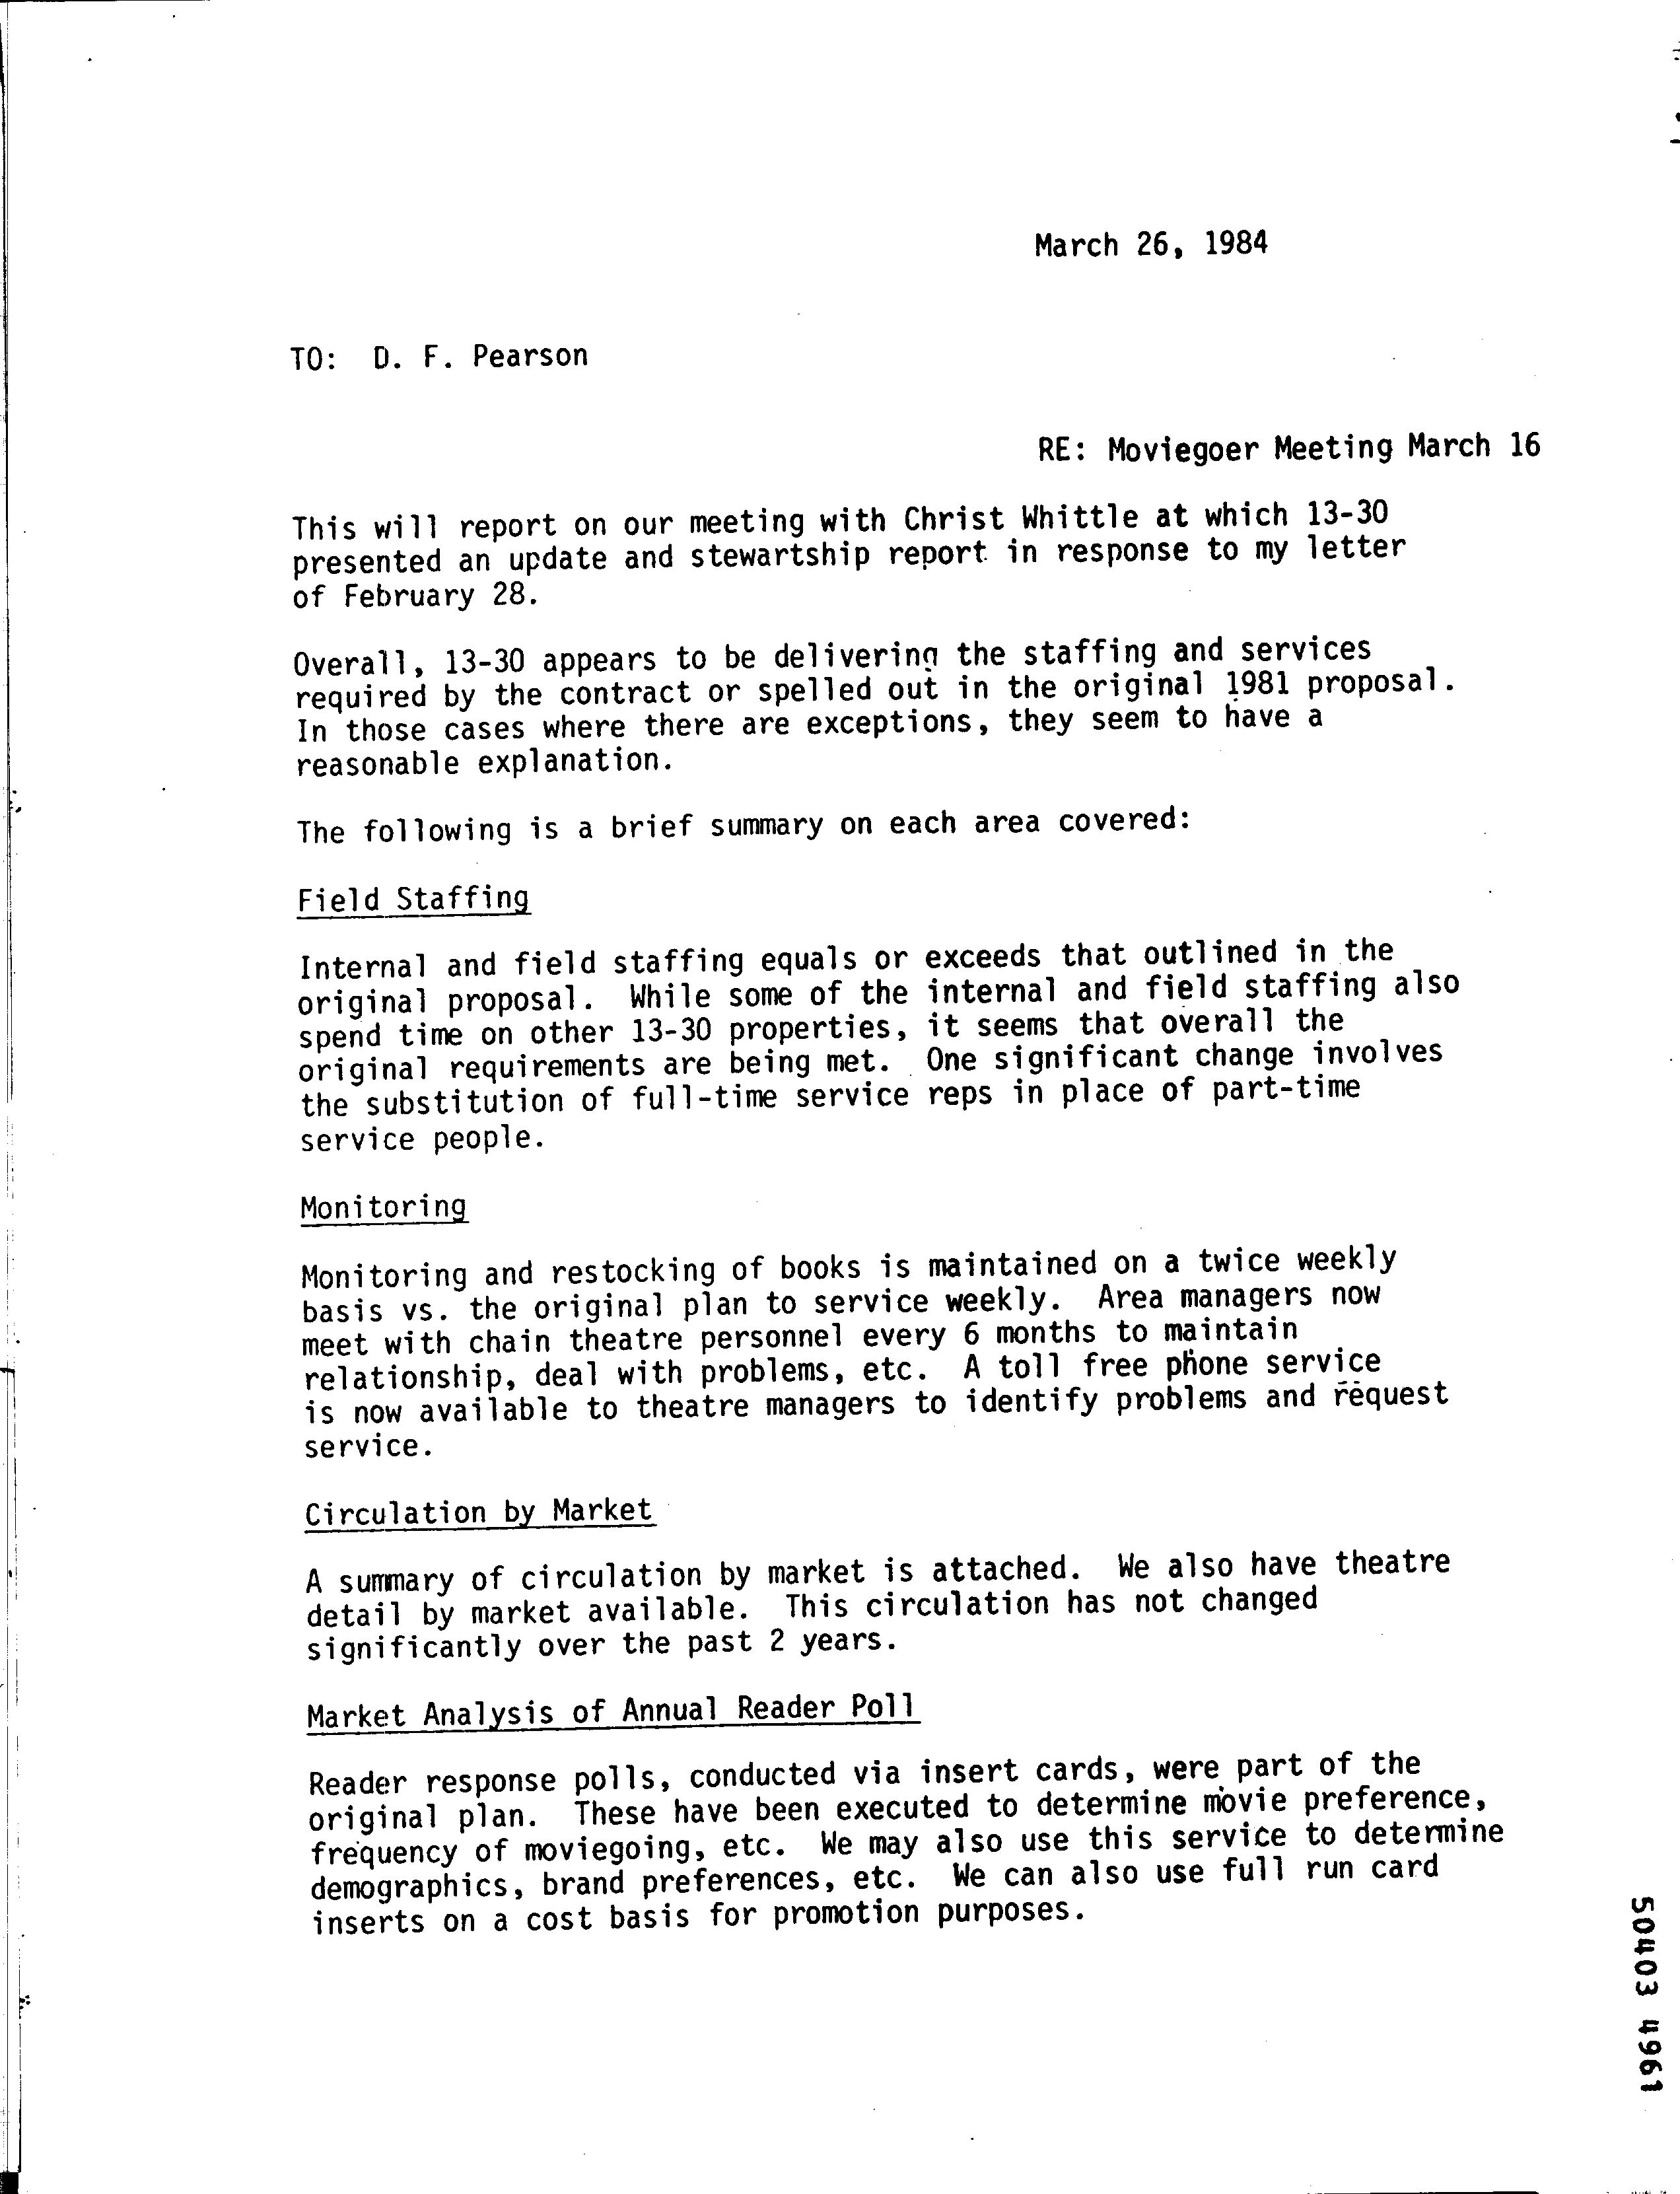 March 26, 1984
TO: D. F. Pearson
RE: Moviegoer Meeting March 16
This will report on our meeting with Christ Whittle at which 13-30
presented an update and stewartship report in response to my letter
of February 28.
Overall, 13-30 appears to be delivering the staffing and services
required by the contract or spelled out in the original 1981 proposal.
In those cases where there are exceptions, they seem to have a
reasonable explanation.
The following is a brief summary on each area covered:
Field Staffing
Internal and field staffing equals or exceeds that outlined in the
original proposal. While some of the internal and field staffing also
spend time on other 13-30 properties, it seems that overall the
original requirements are being met. One significant change involves
the substitution of full-time service reps in place of part-time
service people.
Monitoring
Monitoring and restocking of books is maintained on a twice weekly
basis vs. the original plan to service weekly. Area managers now
meet with chain theatre personnel every 6 months to maintain
relationship, deal with problems, etc. A toll free phone service
is now available to theatre managers to identify problems and request
service.
Circulation by Market
A summary of circulation by market is attached. We also have theatre
detail by market available. This circulation has not changed
significantly over the past 2 years.
Market Analysis of Annual Reader Poll
Reader response polls, conducted via insert cards, were part of the
original plan. These have been executed to determine movie preference,
frequency of moviegoing, etc. We may also use this service to determine
demographics, brand preferences, etc. We can also use full run card
inserts on a cost basis for promotion purposes.
50403 4961